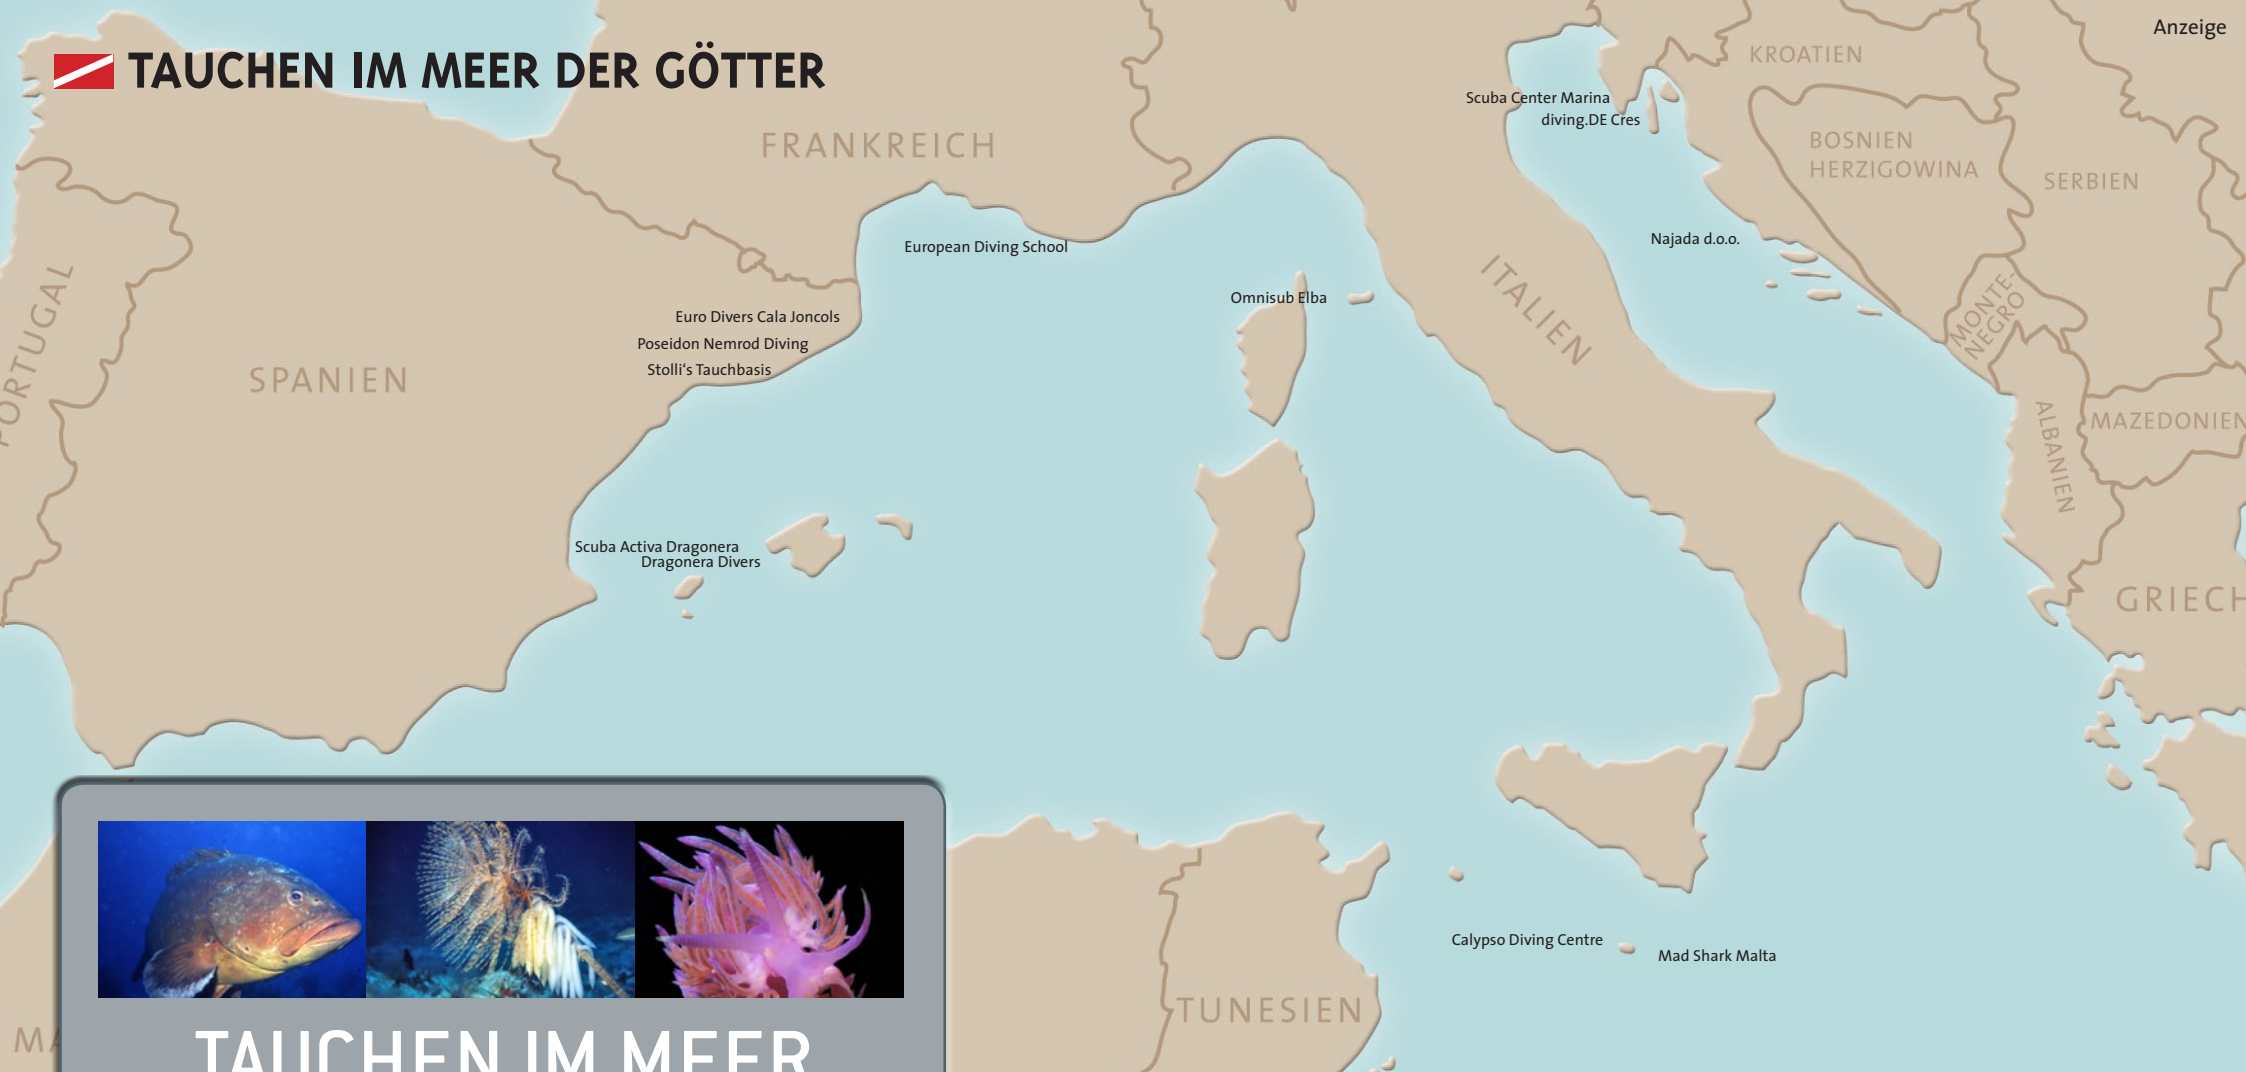 Anzeige
TAUCHEN IM MEER DER GÖTTER
KROATIEN
Scuba Center Marina
diving.DE Cres
FRANKREICH
BOSNIEN
HERZIGOWINA
SERBIEN
European Diving School
Najada d.o.o.
PORTUGAL
ITALIEN
Omnisub Elba
MONTE-
NEGRO
Euro Divers Cala Joncols
Poseidon Nemrod Diving
Stolli's Tauchbasis
SPANIEN
ALBANIEN
MAZEDONIEN
Scuba Activa Dragonera
Dragonera Divers
GRIECH
Calypso Diving Centre
Mad Shark Malta
TUNESIEN
MA
TAUCHEN IM MEER